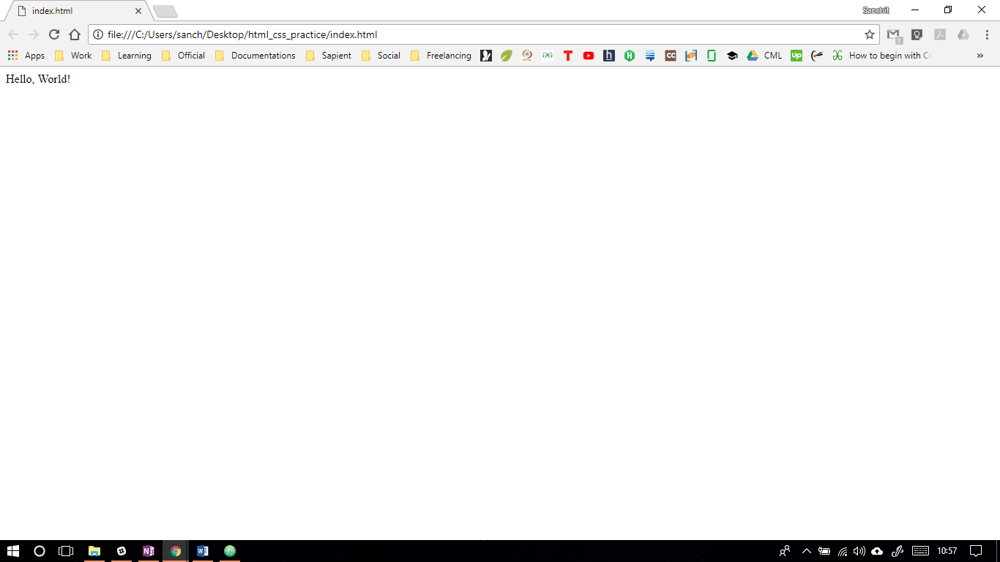 index.html
Sanchit
file:///C:/Users/sanch/Desktop/html_css_practice/index.html
Apps Work Learning Official Documentations Sapient Social Freelancing CML How to begin with
Hello, World!
10:57